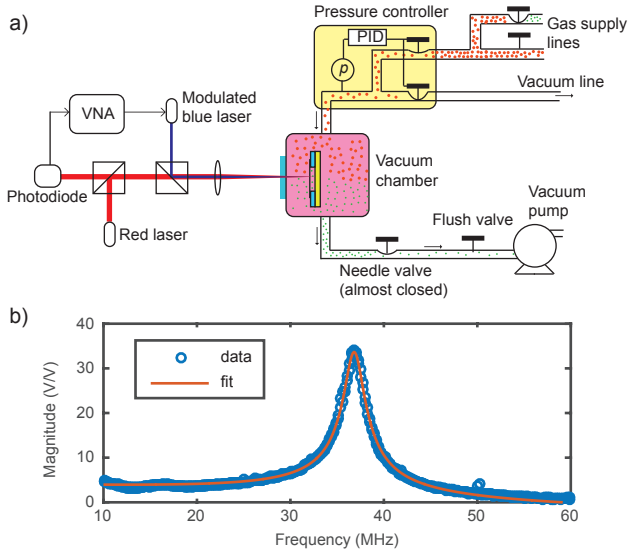 a)
Pressure controller
PID
p
Gas supply
lines
Vacuum line
VNA
Modulated
blue laser
Photodiode
Red laser
Vacuum
chamber
Flush valve
Vacuum
pump
Needle valve
(almost closed)
b)
Magnitude (V/V)
40
30
20
10
0
data
fit
10
20
30
40
50
60
Frequency (MHz)